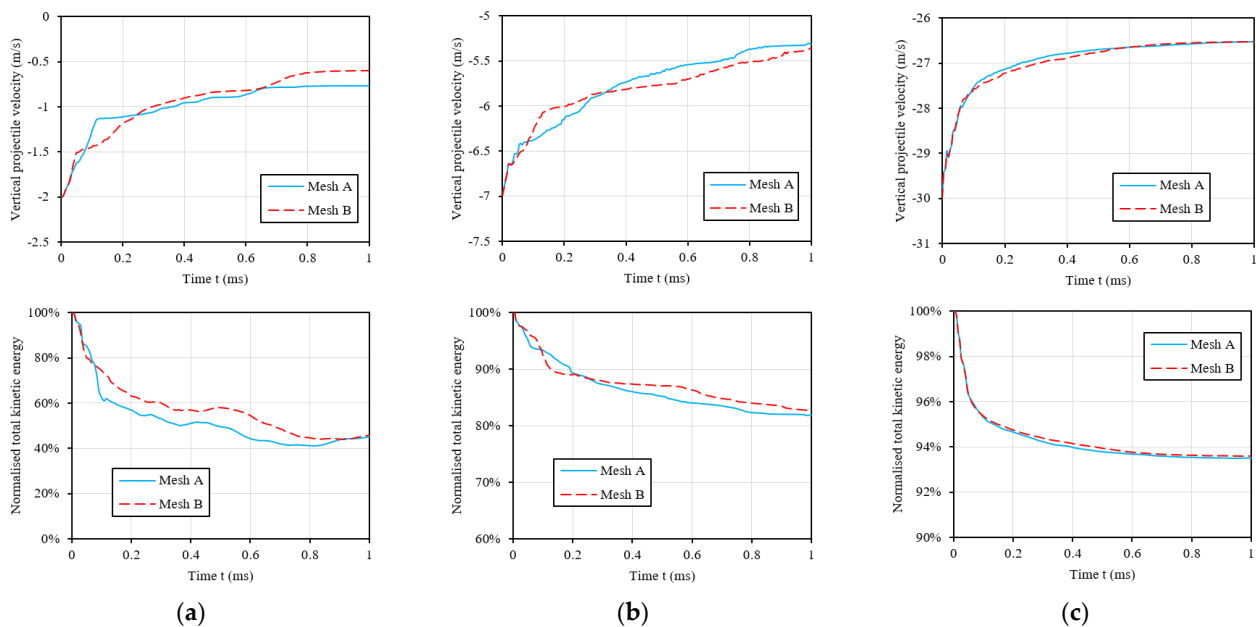 0
-0.5
-1
-1.5
-2
-2.5
Vertical projectile velocity (m/s)
Mesh A
Mesh B
0 0.2 0.4 0.6 0.8 1
Time t (ms)
-5
-5.5
-6
-6.5
-7
-7.5
Vertical projectile velocity (m/s)
Mesh A
Mesh B
0 0.2 0.4 0.6 0.8 1
Time t (ms)
-26
-27
-28
-29
-30
-31
Vertical projectile velocity (m/s)
Mesh A
Mesh B
0 0.2 0.4 0.6 0.8 1
Time t (ms)
100%
80%
60%
40%
20%
0%
Normalised total kinetic energy
Mesh A
Mesh B
0 0.2 0.4 0.6 0.8 1
Time t (ms)
100%
90%
80%
70%
60%
Normalised total kinetic energy
Mesh A
Mesh B
0 0.2 0.4 0.6 0.8 1
Time t (ms)
100%
98%
96%
94%
92%
90%
Normalised total kinetic energy
Mesh A
Mesh B
0 0.2 0.4 0.6 0.8 1
Time t (ms)
(a) (b) (c)